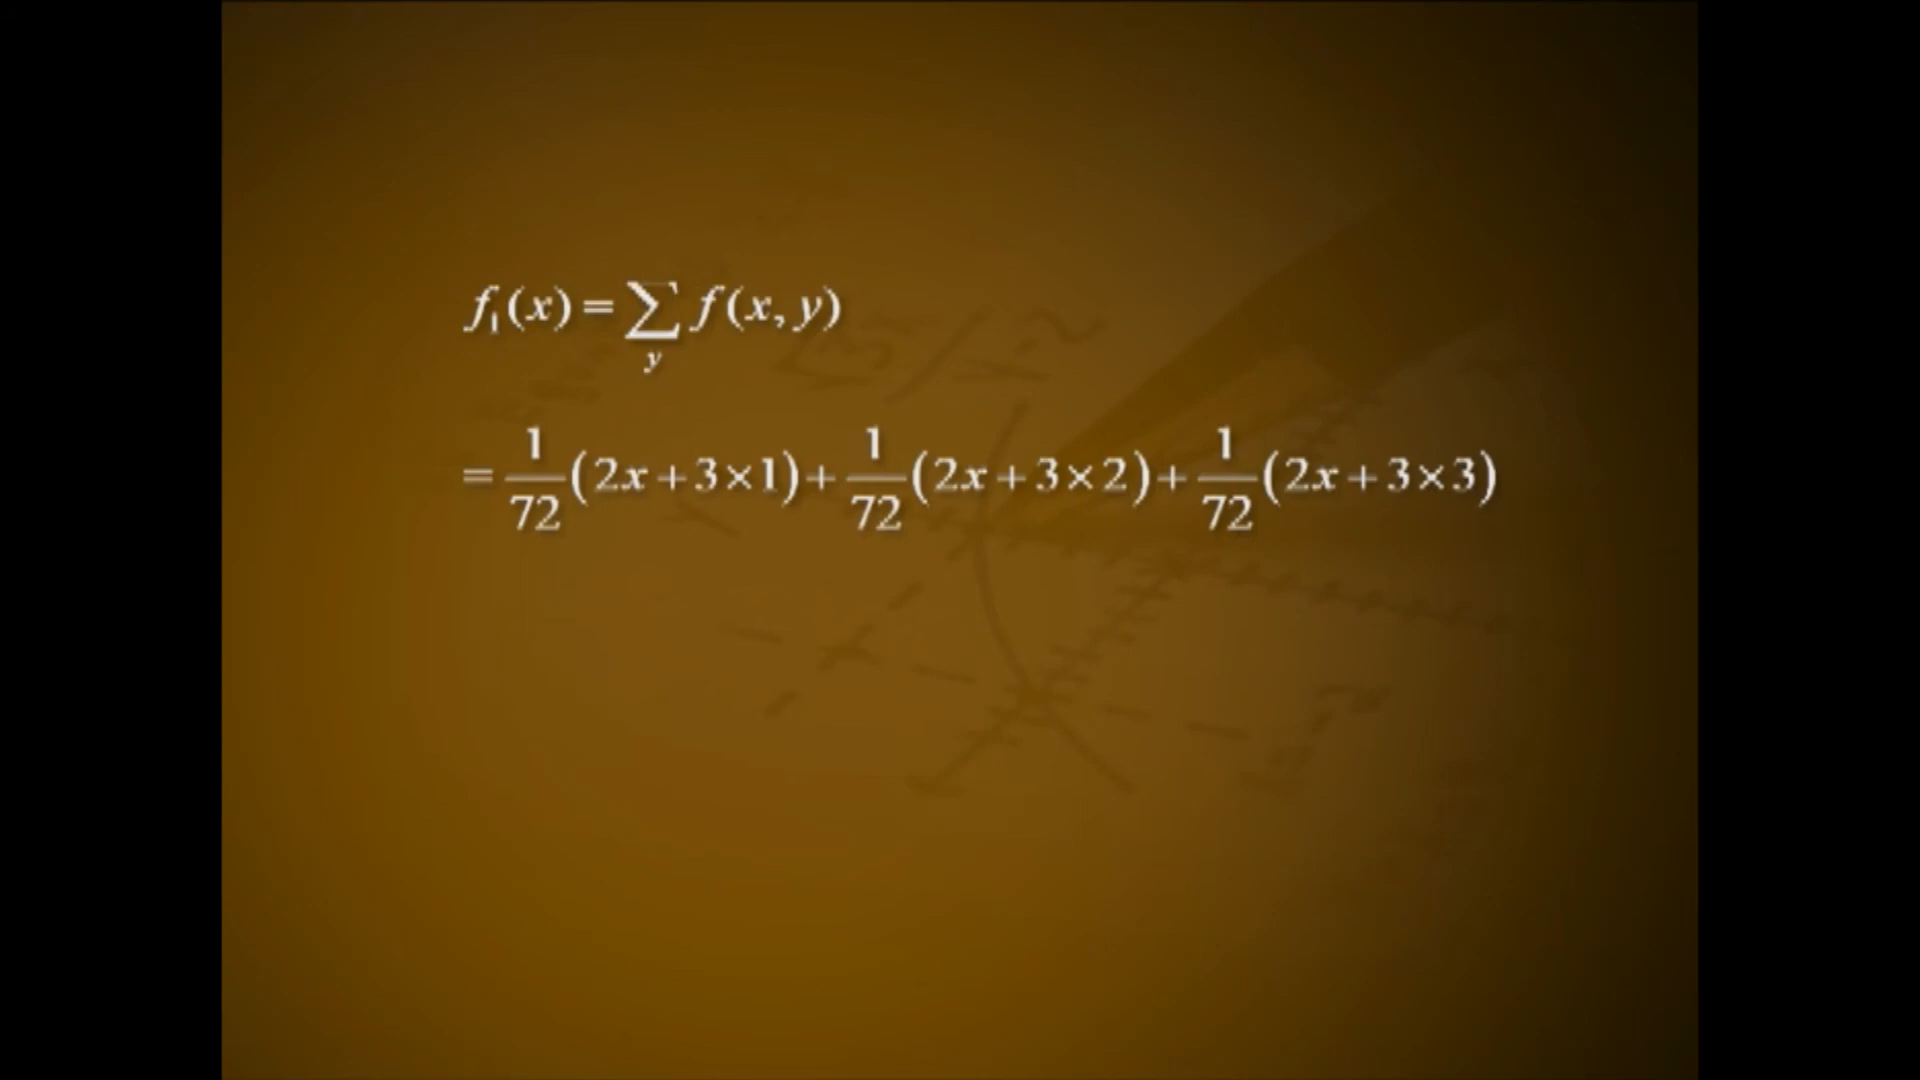 f₁(x) = ∑_y f(x, y)
= 1/72 (2x + 3×1) + 1/72 (2x + 3×2) + 1/72 (2x + 3×3)